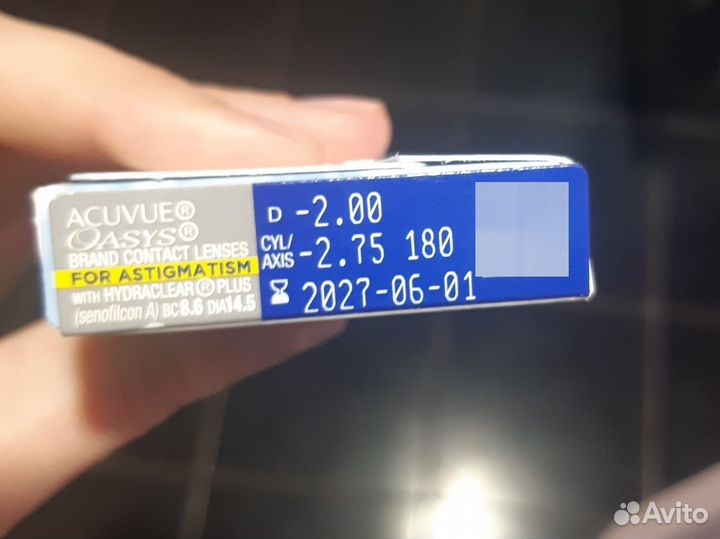 ACUVUE®
OASYS®
BRAND CONTACT LENSES
FOR ASTIGMATISM
WITH HYDRACLEAR® PLUS
(senofilcon A) BC8.6 DIA14.5
D -2.00
CYL/AXIS -2.75 180
2027-06-01
Avito